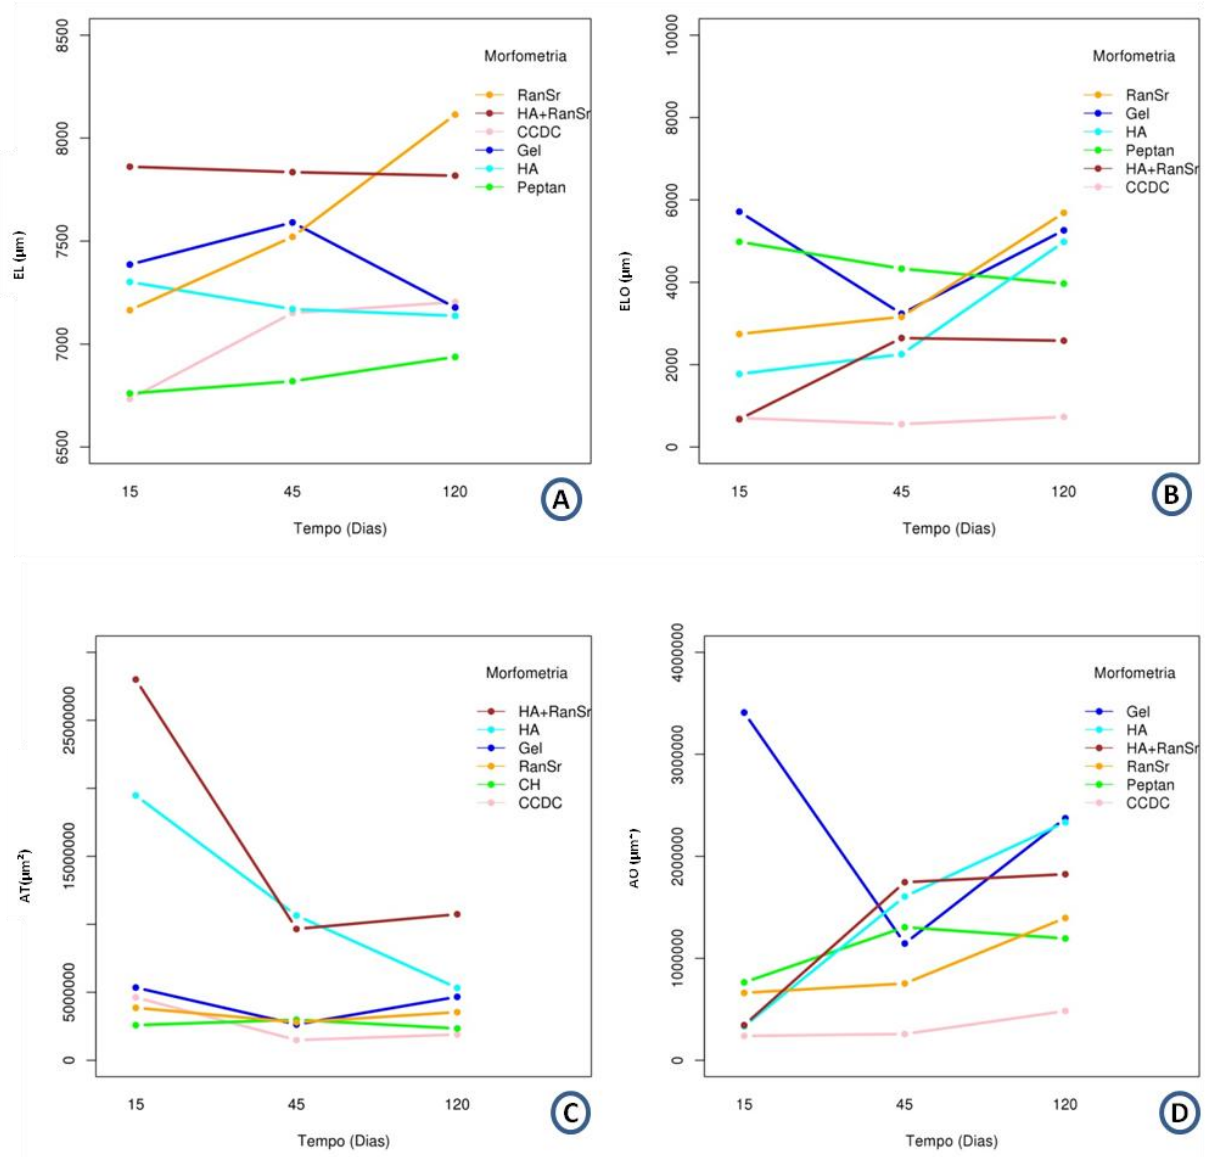 8500
8000
7500
7000
6500
EL (µm)
Morfometria
RanSr
HA+RanSr
CCDC
Gel
HA
Peptan
15 45 120
Tempo (Dias)
A
10000
8000
6000
4000
2000
0
ELO (µm)
Morfometria
RanSr
Gel
HA
Peptan
HA+RanSr
CCDC
15 45 120
Tempo (Dias)
B
25000000
15000000
5000000
0
AT(µm²)
Morfometria
HA+RanSr
HA
Gel
RanSr
CH
CCDC
15 45 120
Tempo (Dias)
C
4000000
3000000
2000000
1000000
0
Morfometria
Gel
HA
HA+RanSr
RanSr
Peptan
CCDC
15 45 120
Tempo (Dias)
D